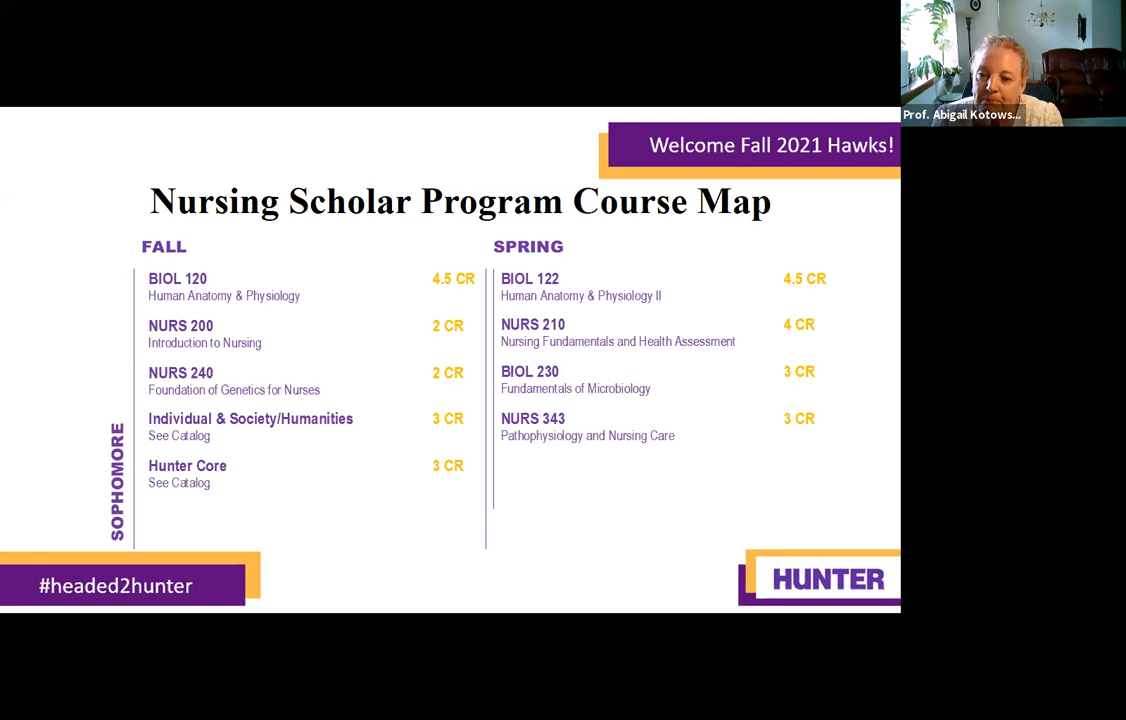 Prof. Abigail Kotows...
Welcome Fall 2021 Hawks!
Nursing Scholar Program Course Map
FALL
BIOL 120 4.5 CR
Human Anatomy & Physiology
NURS 200 2 CR
Introduction to Nursing
NURS 240 2 CR
Foundation of Genetics for Nurses
Individual & Society/Humanities 3 CR
See Catalog
Hunter Core 3 CR
See Catalog
SPRING
BIOL 122 4.5 CR
Human Anatomy & Physiology II
NURS 210 4 CR
Nursing Fundamentals and Health Assessment
BIOL 230 3 CR
Fundamentals of Microbiology
NURS 343 3 CR
Pathophysiology and Nursing Care
SOPHOMORE
#headed2hunter
HUNTER